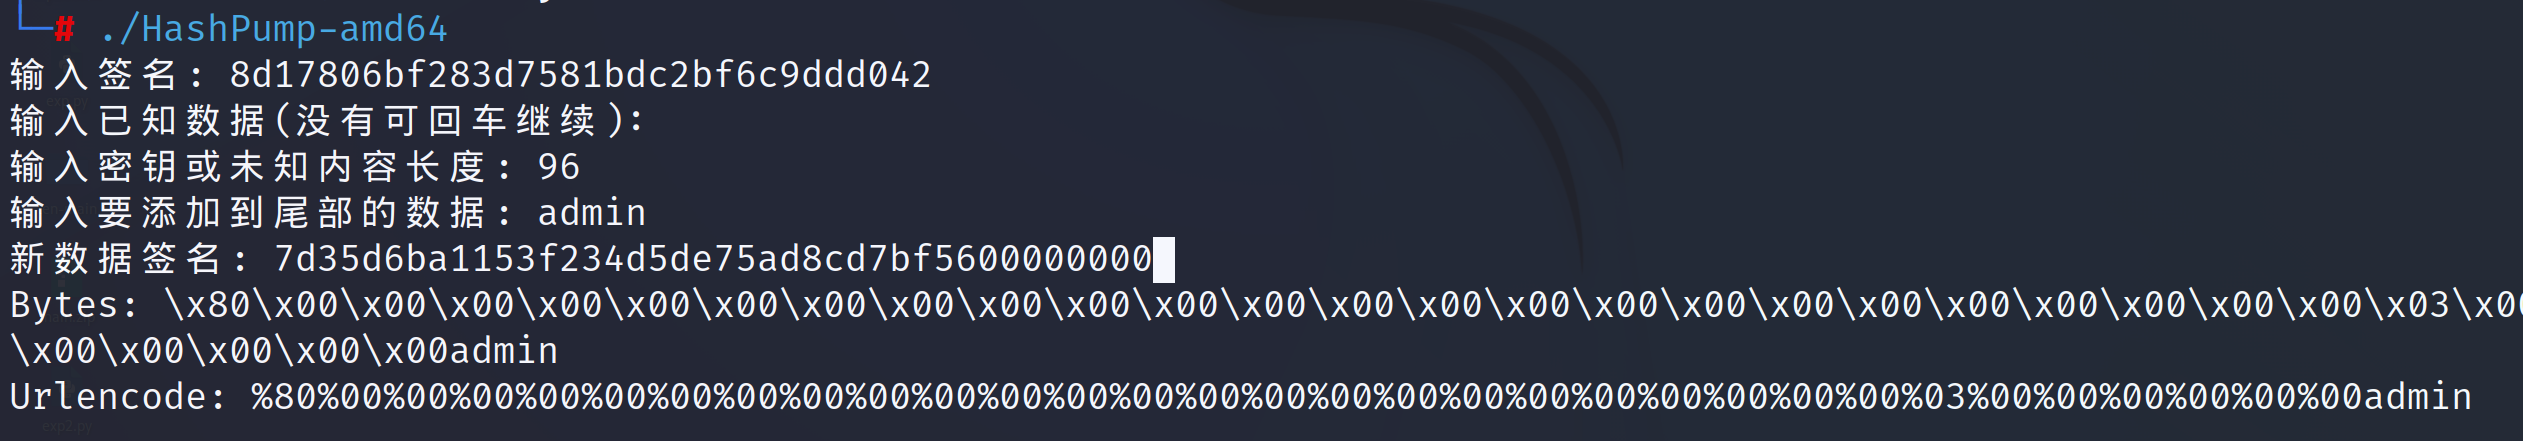 └─# ./HashPump-amd64
输入签名: 8d17806bf283d7581bdc2bf6c9ddd042
输入已知数据(没有可回车继续):
输入密钥或未知内容长度: 96
输入要添加到尾部的数据: admin
新数据签名: 7d35d6ba1153f234d5de75ad8cd7bf5600000000
Bytes: \x80\x00\x00\x00\x00\x00\x00\x00\x00\x00\x00\x00\x00\x00\x00\x00\x00\x00\x00\x00\x00\x00\x00\x00\x00\x03\x00
\x00\x00\x00\x00\x00admin
Urlencode: %80%00%00%00%00%00%00%00%00%00%00%00%00%00%00%00%00%00%00%00%00%00%00%00%00%03%00%00%00%00%00%00admin
exp2.py